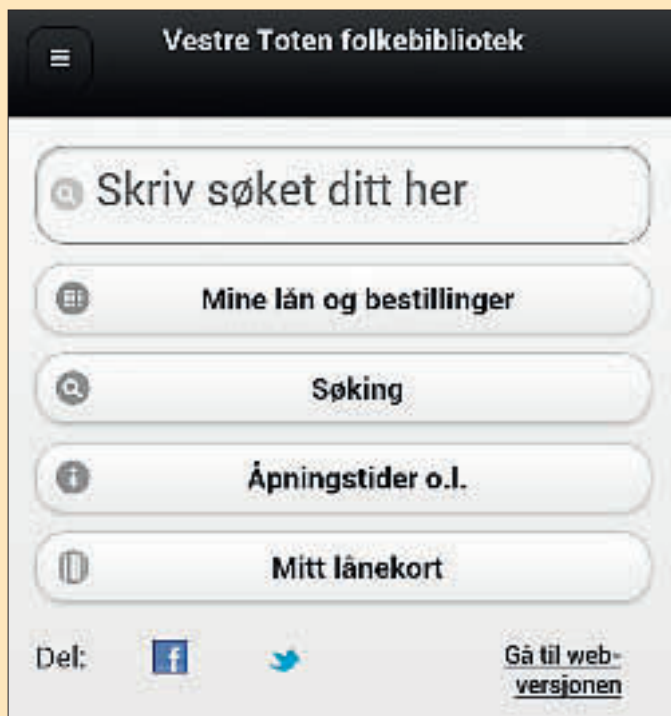 Vestre Toten folkebibliotek
Skriv søket ditt her
Mine lån og bestillinger
Søking
Åpningstider o.l.
Mitt lånekort
Del:
Gå til web-
versjonen